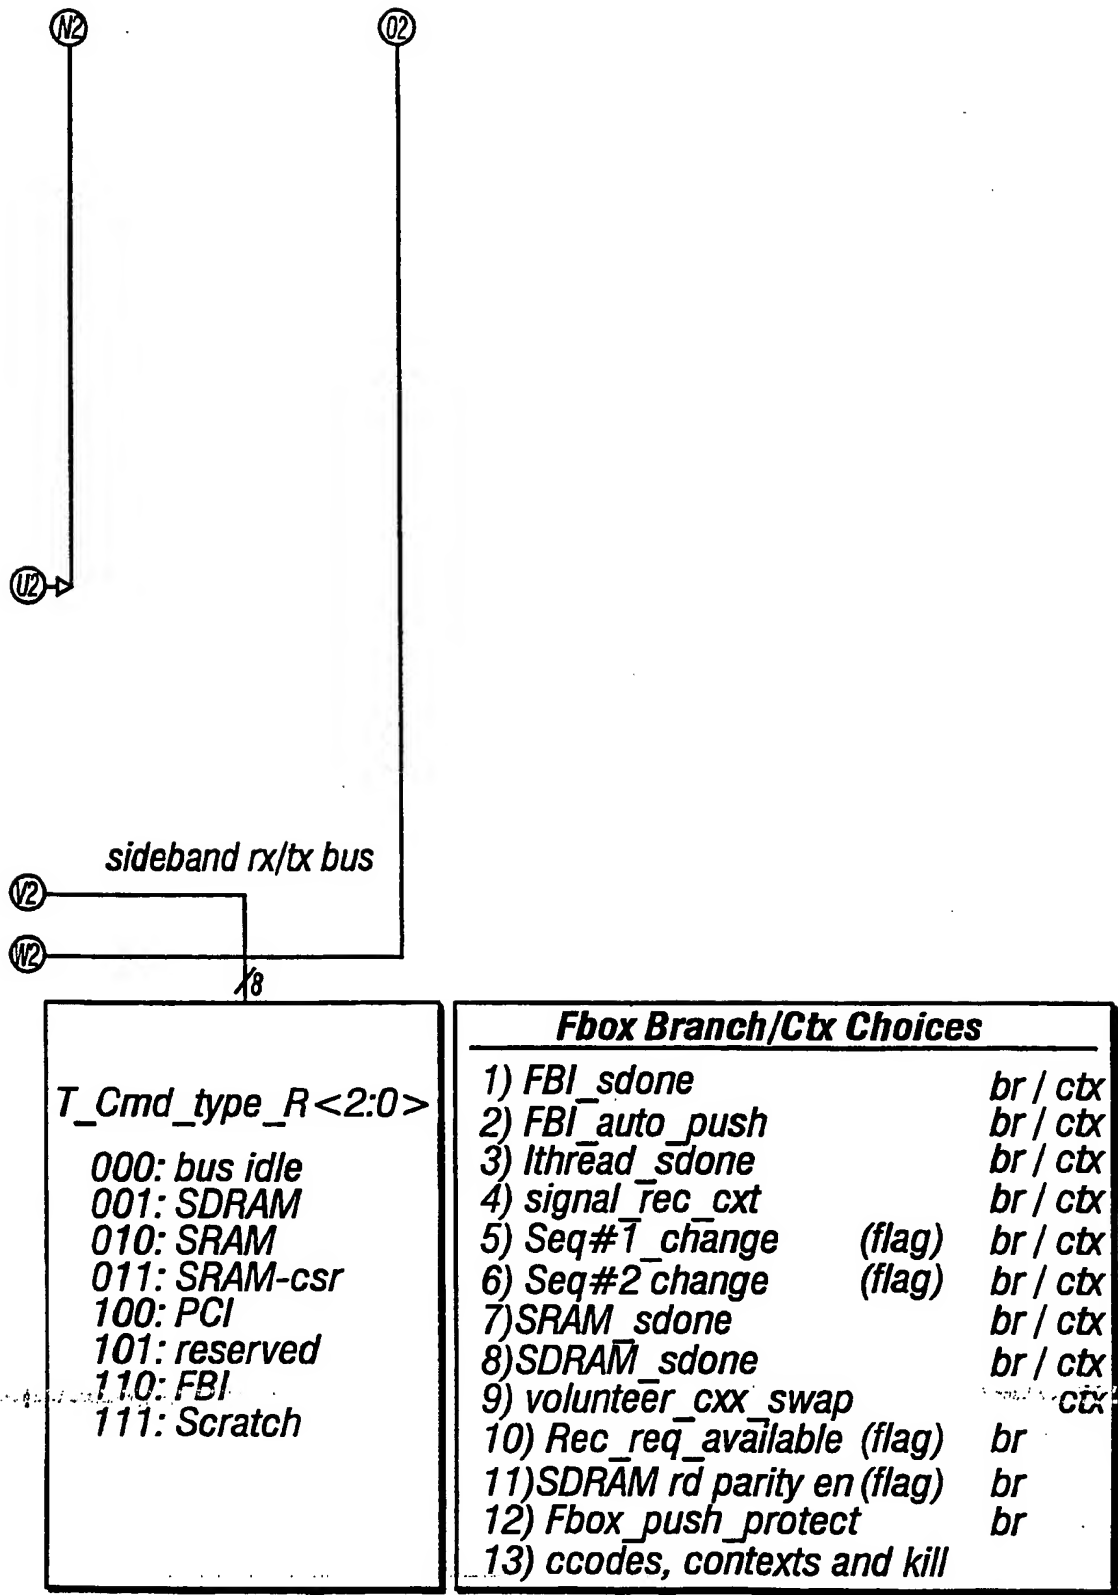 N2
O2
U2
sideband rx/tx bus
V2
W2
8
T_Cmd_type_R<2:0>
000: bus idle
001: SDRAM
010: SRAM
011: SRAM-csr
100: PCI
101: reserved
110: FBI
111: Scratch
Fbox Branch/Ctx Choices
1) FBI_sdone br / ctx
2) FBI_auto_push br / ctx
3) Ithread_sdone br / ctx
4) signal_rec_cxt br / ctx
5) Seq#1_change (flag) br / ctx
6) Seq#2 change (flag) br / ctx
7)SRAM_sdone br / ctx
8)SDRAM_sdone br / ctx
9) volunteer_cxx_swap ctx
10) Rec_req_available (flag) br
11)SDRAM rd parity en (flag) br
12) Fbox_push_protect br
13) ccodes, contexts and kill